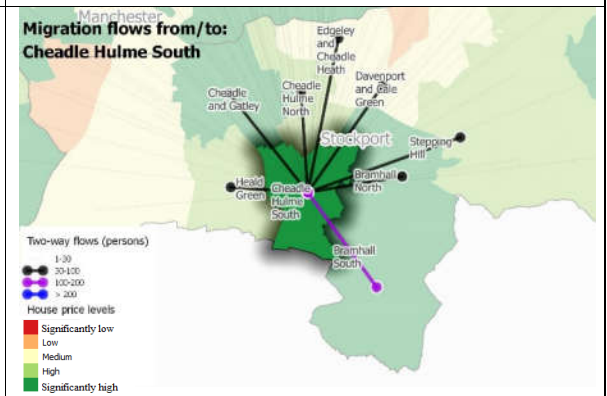 Manchester
Migration flows from/to:
Cheadle Hulme South
Edgeley
and
Cheadle
Heath
Davenport
and Cale
Green
Cheadle
Hulme
North
Cheadle
and Gatley
Stockport
Stepping
Hill
Bramhall
North
Heald
Green
Cheadle
Hulme
South
Bramhall
South
Two-way flows (persons)
1-30
30-100
100-200
> 200
House price levels
Significantly low
Low
Medium
High
Significantly high